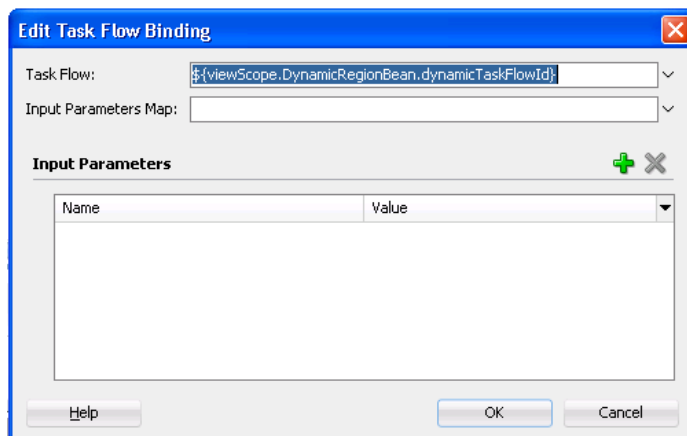 Edit Task Flow Binding
Task Flow: ${viewScope.DynamicRegionBean.dynamicTaskFlowId}
Input Parameters Map:
Input Parameters
Name Value
Help OK Cancel